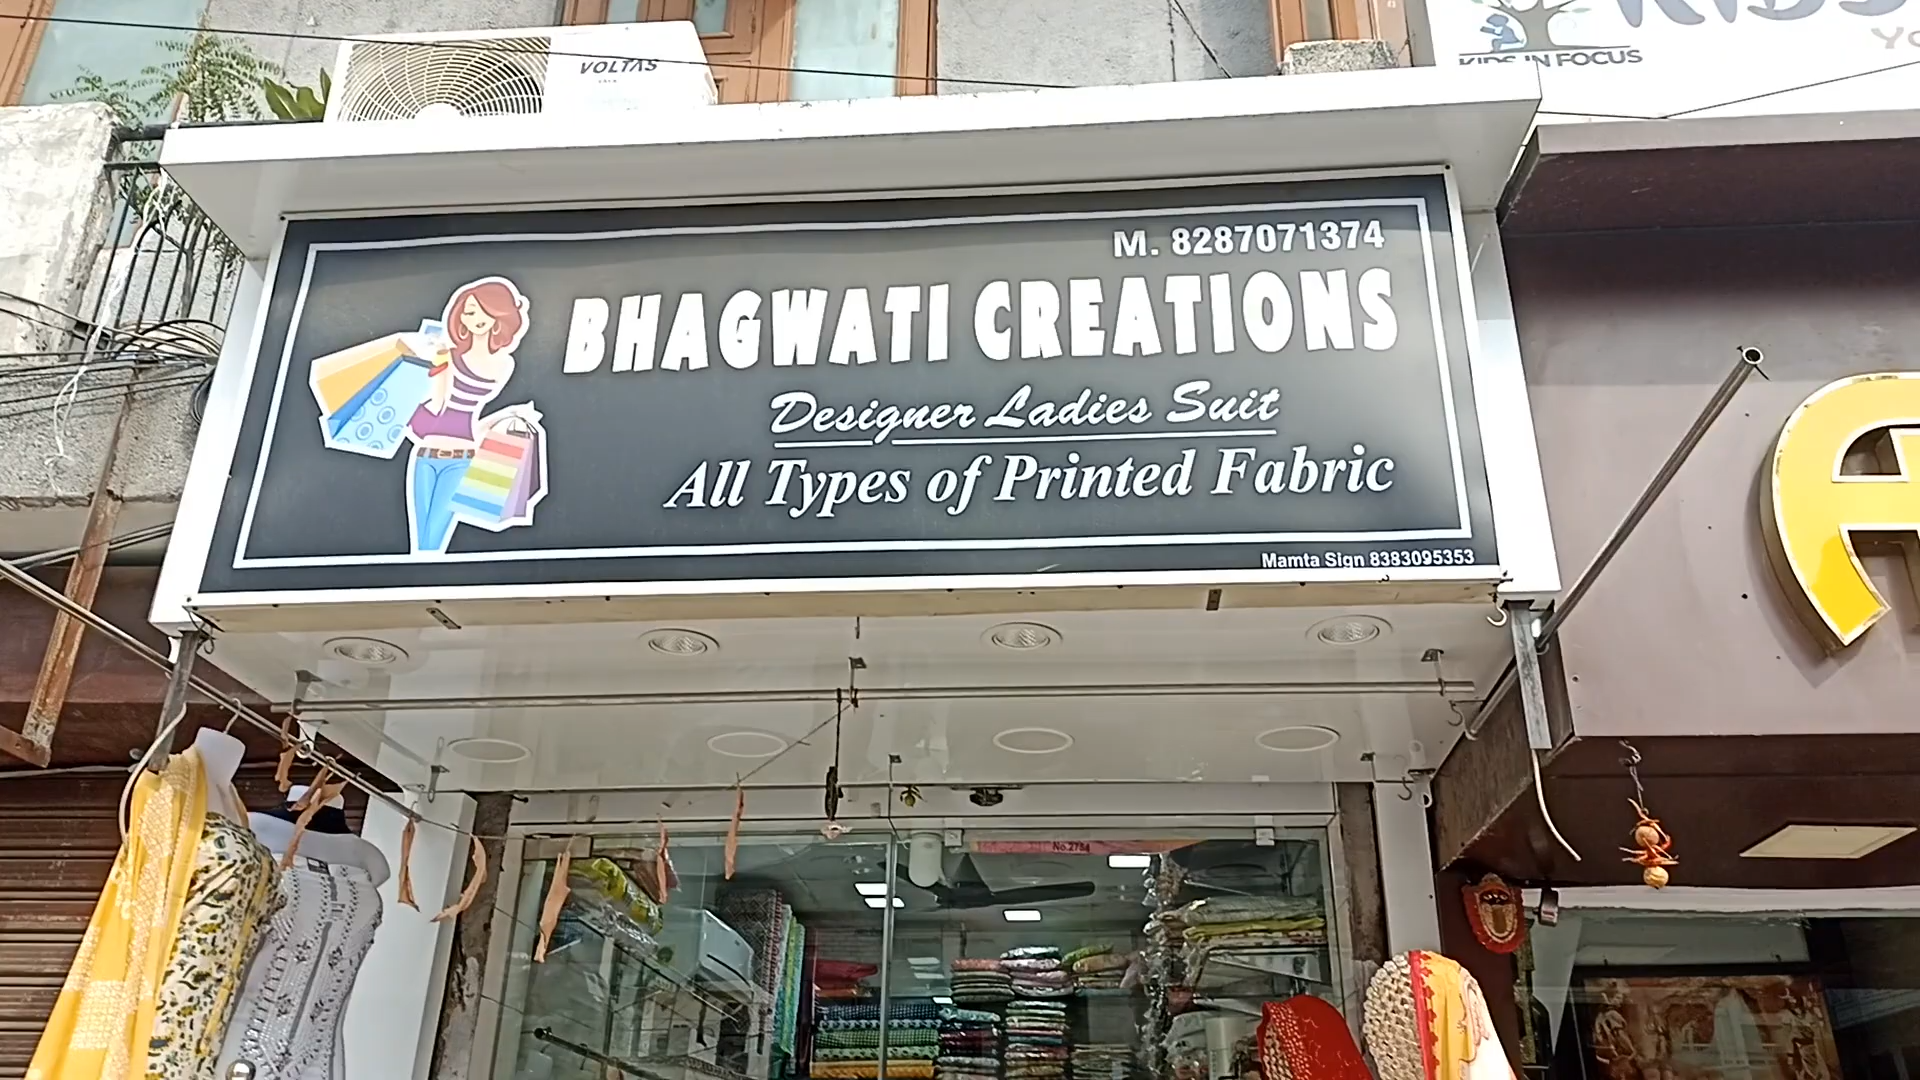 VOLTAS
KIDS IN FOCUS
M. 8287071374
BHAGWATI CREATIONS
Designer Ladies Suit
All Types of Printed Fabric
Mamta Sign 8383095353
No.2784